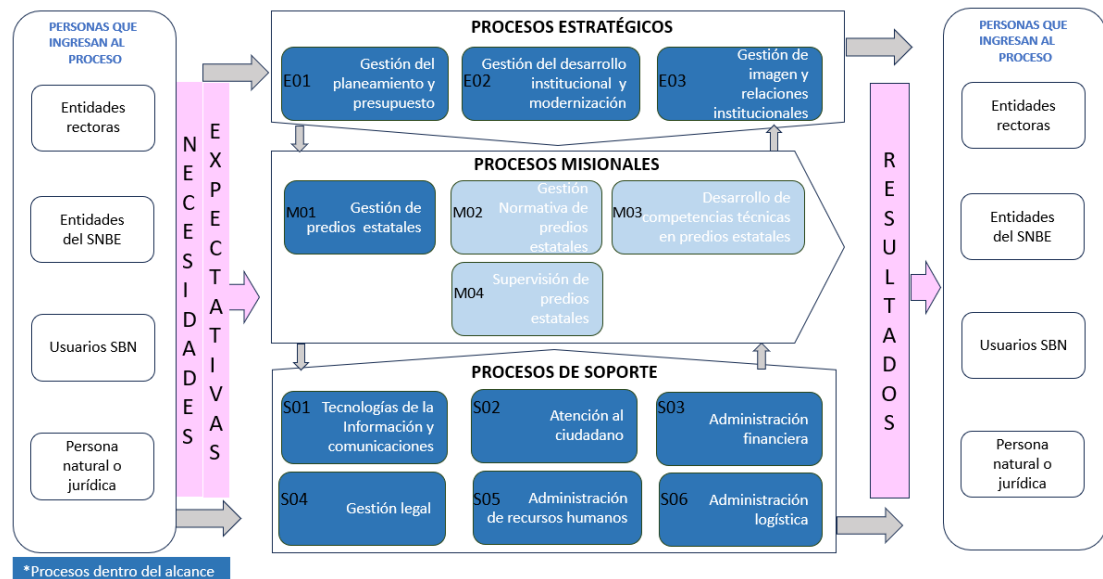 PERSONAS QUE
INGRESAN AL
PROCESO
Entidades
rectoras
Entidades
del SNBE
Usuarios SBN
Persona
natural o
jurídica
*Procesos dentro del alcance
NECESIDADES
EXPECTATIVAS
PROCESOS ESTRATÉGICOS
E01
Gestión del
planeamiento y
presupuesto
E02
Gestión del desarrollo
institucional y
modernización
E03
Gestión de
imagen y
relaciones
institucionales
PROCESOS MISIONALES
M01
Gestión de
predios estatales
M02
Gestión
Normativa de
predios
estatales
M03
Desarrollo de
competencias técnicas
en predios estatales
M04
Supervisión de
predios
estatales
PROCESOS DE SOPORTE
S01
Tecnologías de la
Información y
comunicaciones
S02
Atención al
ciudadano
S03
Administración
financiera
S04
Gestión legal
S05
Administración
de recursos humanos
S06
Administración
logística
RESULTADOS
PERSONAS QUE
INGRESAN AL
PROCESO
Entidades
rectoras
Entidades
del SNBE
Usuarios SBN
Persona
natural o
jurídica